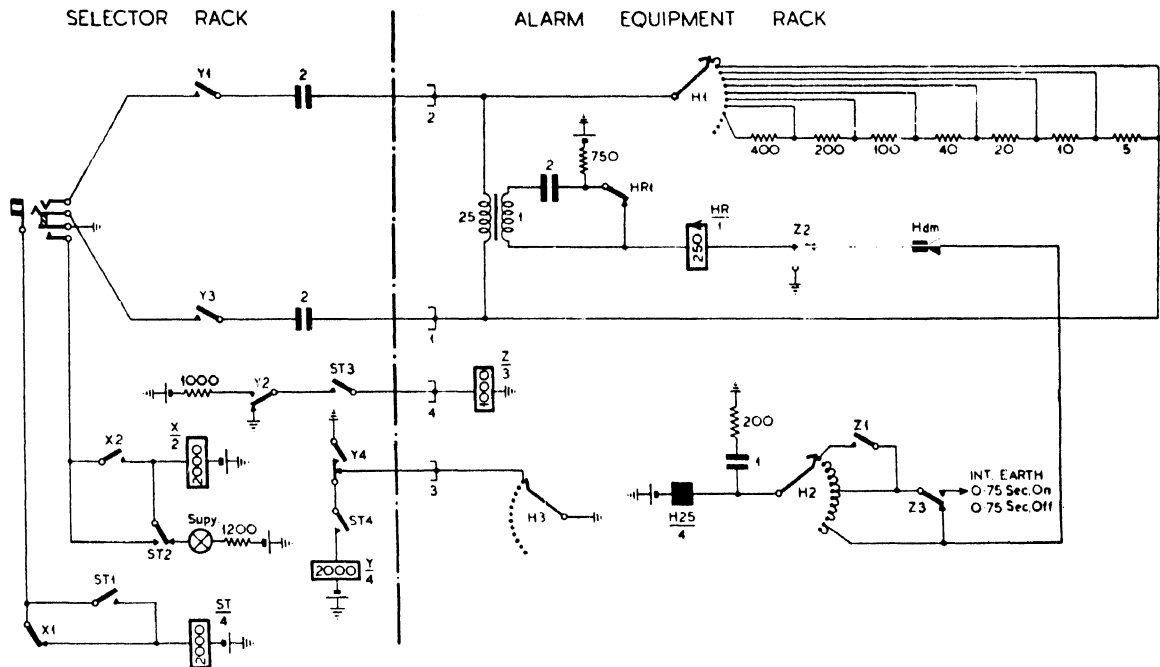 SELECTOR RACK
ALARM EQUIPMENT RACK
Y1
2
2
H1
400
200
100
40
20
10
5
750
2
HR1
25
1
HR
1
250
Z2
Hdm
Y3
2
1
1000
Y2
ST3
4
Z
3
1000
X2
X
2
2000
Y4
3
H3
200
1
H25
4
H2
Z1
Z3
INT. EARTH
0·75 Sec. On
0·75 Sec. Off
ST2
Supy.
1200
ST4
2000
Y
4
ST1
X1
ST
4
2000